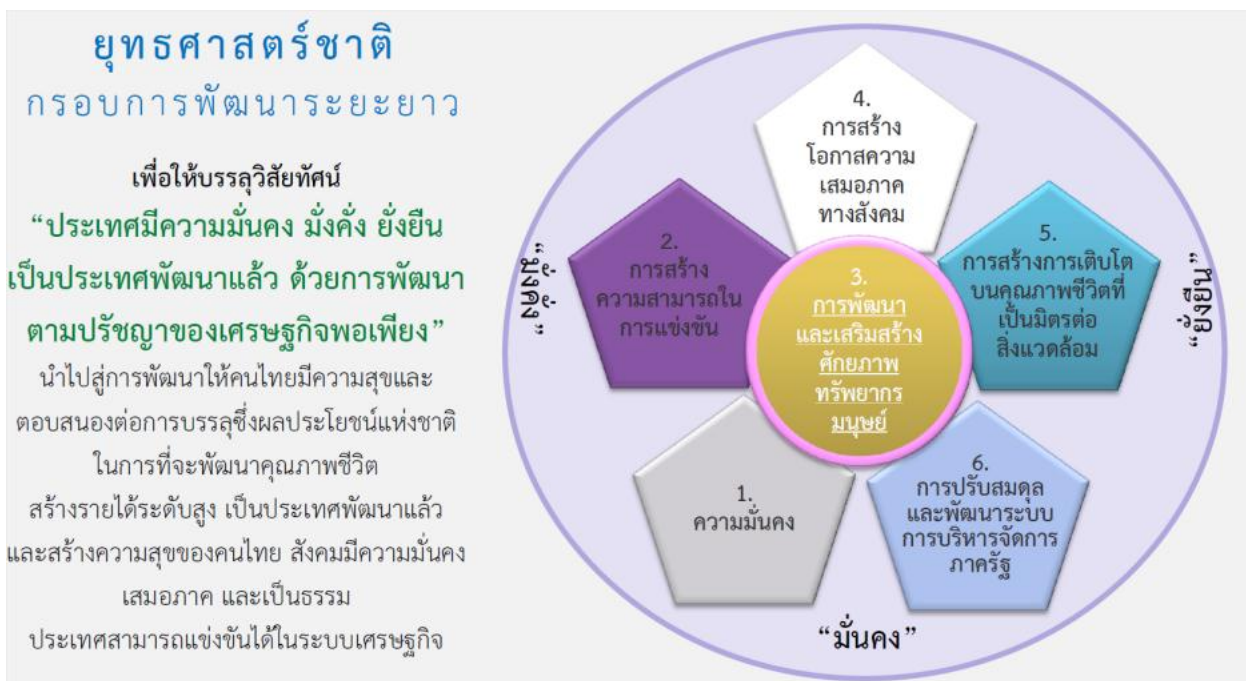 ยุทธศาสตร์ชาติ
กรอบการพัฒนาระยะยาว
เพื่อให้บรรลุวิสัยทัศน์
“ประเทศมีความมั่นคง มั่งคั่ง ยั่งยืน
เป็นประเทศพัฒนาแล้ว ด้วยการพัฒนา
ตามปรัชญาของเศรษฐกิจพอเพียง”
นำไปสู่การพัฒนาให้คนไทยมีความสุขและ
ตอบสนองต่อการบรรลุซึ่งผลประโยชน์แห่งชาติ
ในการที่จะพัฒนาคุณภาพชีวิต
สร้างรายได้ระดับสูง เป็นประเทศพัฒนาแล้ว
และสร้างความสุขของคนไทย สังคมมีความมั่นคง
เสมอภาค และเป็นธรรม
ประเทศสามารถแข่งขันได้ในระบบเศรษฐกิจ
4.
การสร้าง
โอกาสความ
เสมอภาค
ทางสังคม
“มั่งคั่ง”
2.
การสร้าง
ความสามารถใน
การแข่งขัน
3.
การพัฒนา
และเสริมสร้าง
ศักยภาพ
ทรัพยากร
มนุษย์
5.
การสร้างการเติบโต
บนคุณภาพชีวิตที่
เป็นมิตรต่อ
สิ่งแวดล้อม
“ยั่งยืน”
1.
ความมั่นคง
6.
การปรับสมดุล
และพัฒนาระบบ
การบริหารจัดการ
ภาครัฐ
“มั่นคง”